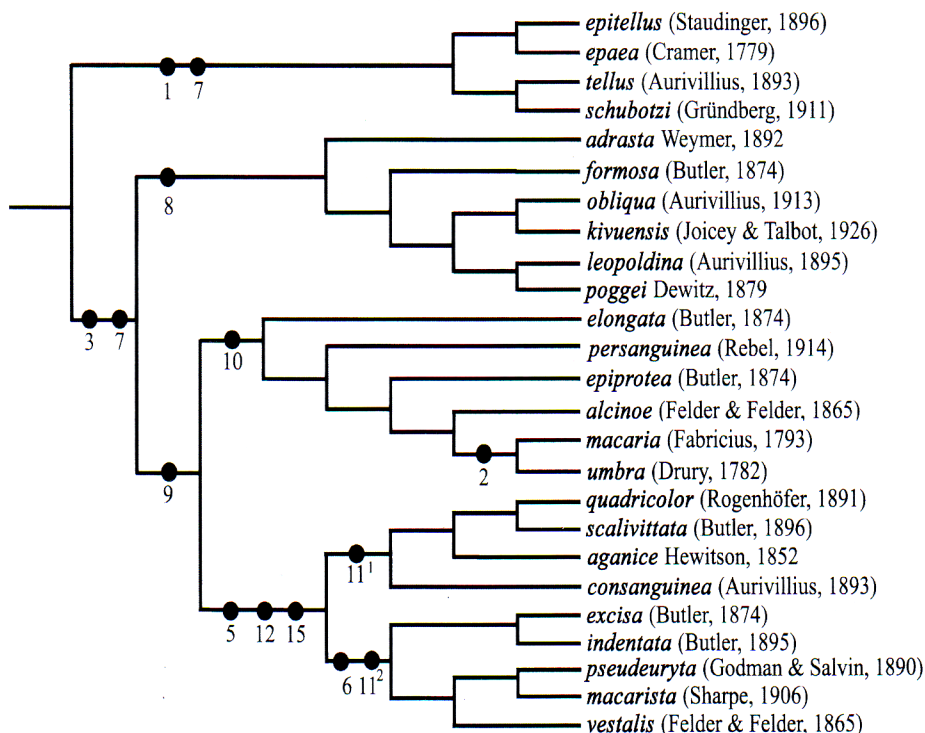 epitellus (Staudinger, 1896)
epaea (Cramer, 1779)
tellus (Aurivillius, 1893)
1 7
schubotzi (Gründberg, 1911)
adrasta Weymer, 1892
formosa (Butler, 1874)
8
obliqua (Aurivillius, 1913)
kivuensis (Joicey & Talbot, 1926)
leopoldina (Aurivillius, 1895)
poggei Dewitz, 1879
elongata (Butler, 1874)
3 7
persanguinea (Rebel, 1914)
10
epiprotea (Butler, 1874)
alcinoe (Felder & Felder, 1865)
macaria (Fabricius, 1793)
umbra (Drury, 1782)
2
9
quadricolor (Rogenhöfer, 1891)
scalivittata (Butler, 1896)
aganice Hewitson, 1852
11¹
consanguinea (Aurivillius, 1893)
excisa (Butler, 1874)
5 12 15
indentata (Butler, 1895)
pseudeuryta (Godman & Salvin, 1890)
6 11²
macarista (Sharpe, 1906)
vestalis (Felder & Felder, 1865)